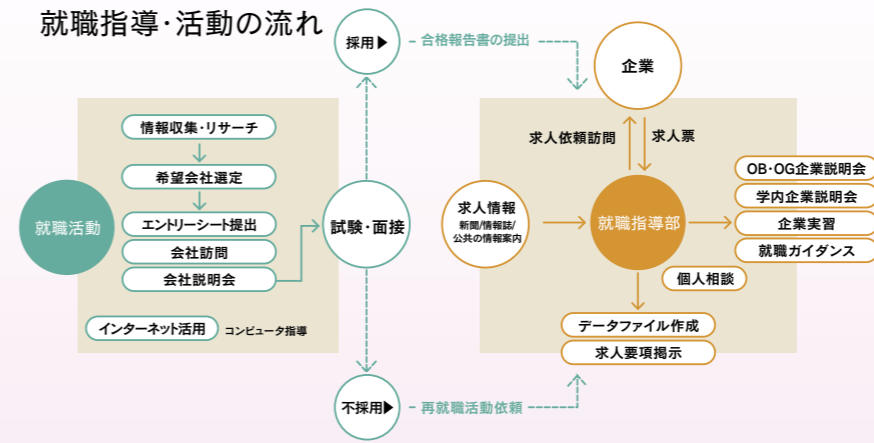 就職指導・活動の流れ
採用▶
合格報告書の提出
企業
情報収集・リサーチ
希望会社選定
就職活動
エントリーシート提出
会社訪問
会社説明会
インターネット活用
コンピュータ指導
試験・面接
不採用▶
再就職活動依頼
求人依頼訪問
求人票
求人情報
新聞/情報誌/
公共の情報案内
就職指導部
OB・OG企業説明会
学内企業説明会
企業実習
就職ガイダンス
個人相談
データファイル作成
求人要項掲示